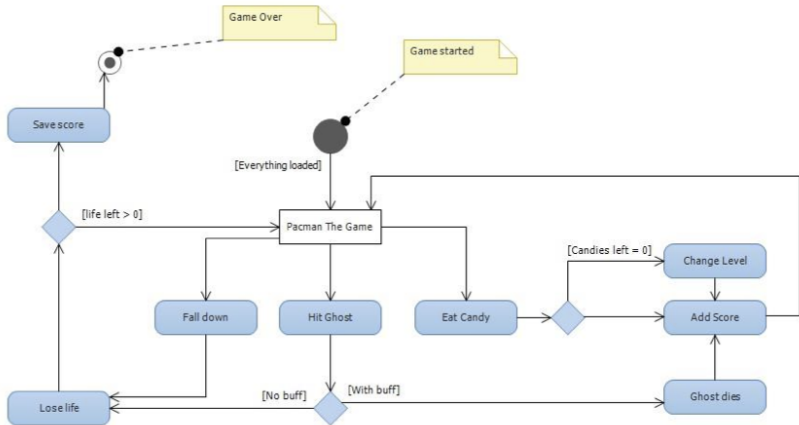 Game Over
Game started
Save score
[Everything loaded]
[life left > 0]
Pacman The Game
[Candies left = 0]
Change Level
Fall down
Hit Ghost
Eat Candy
Add Score
[No buff]
[With buff]
Lose life
Ghost dies